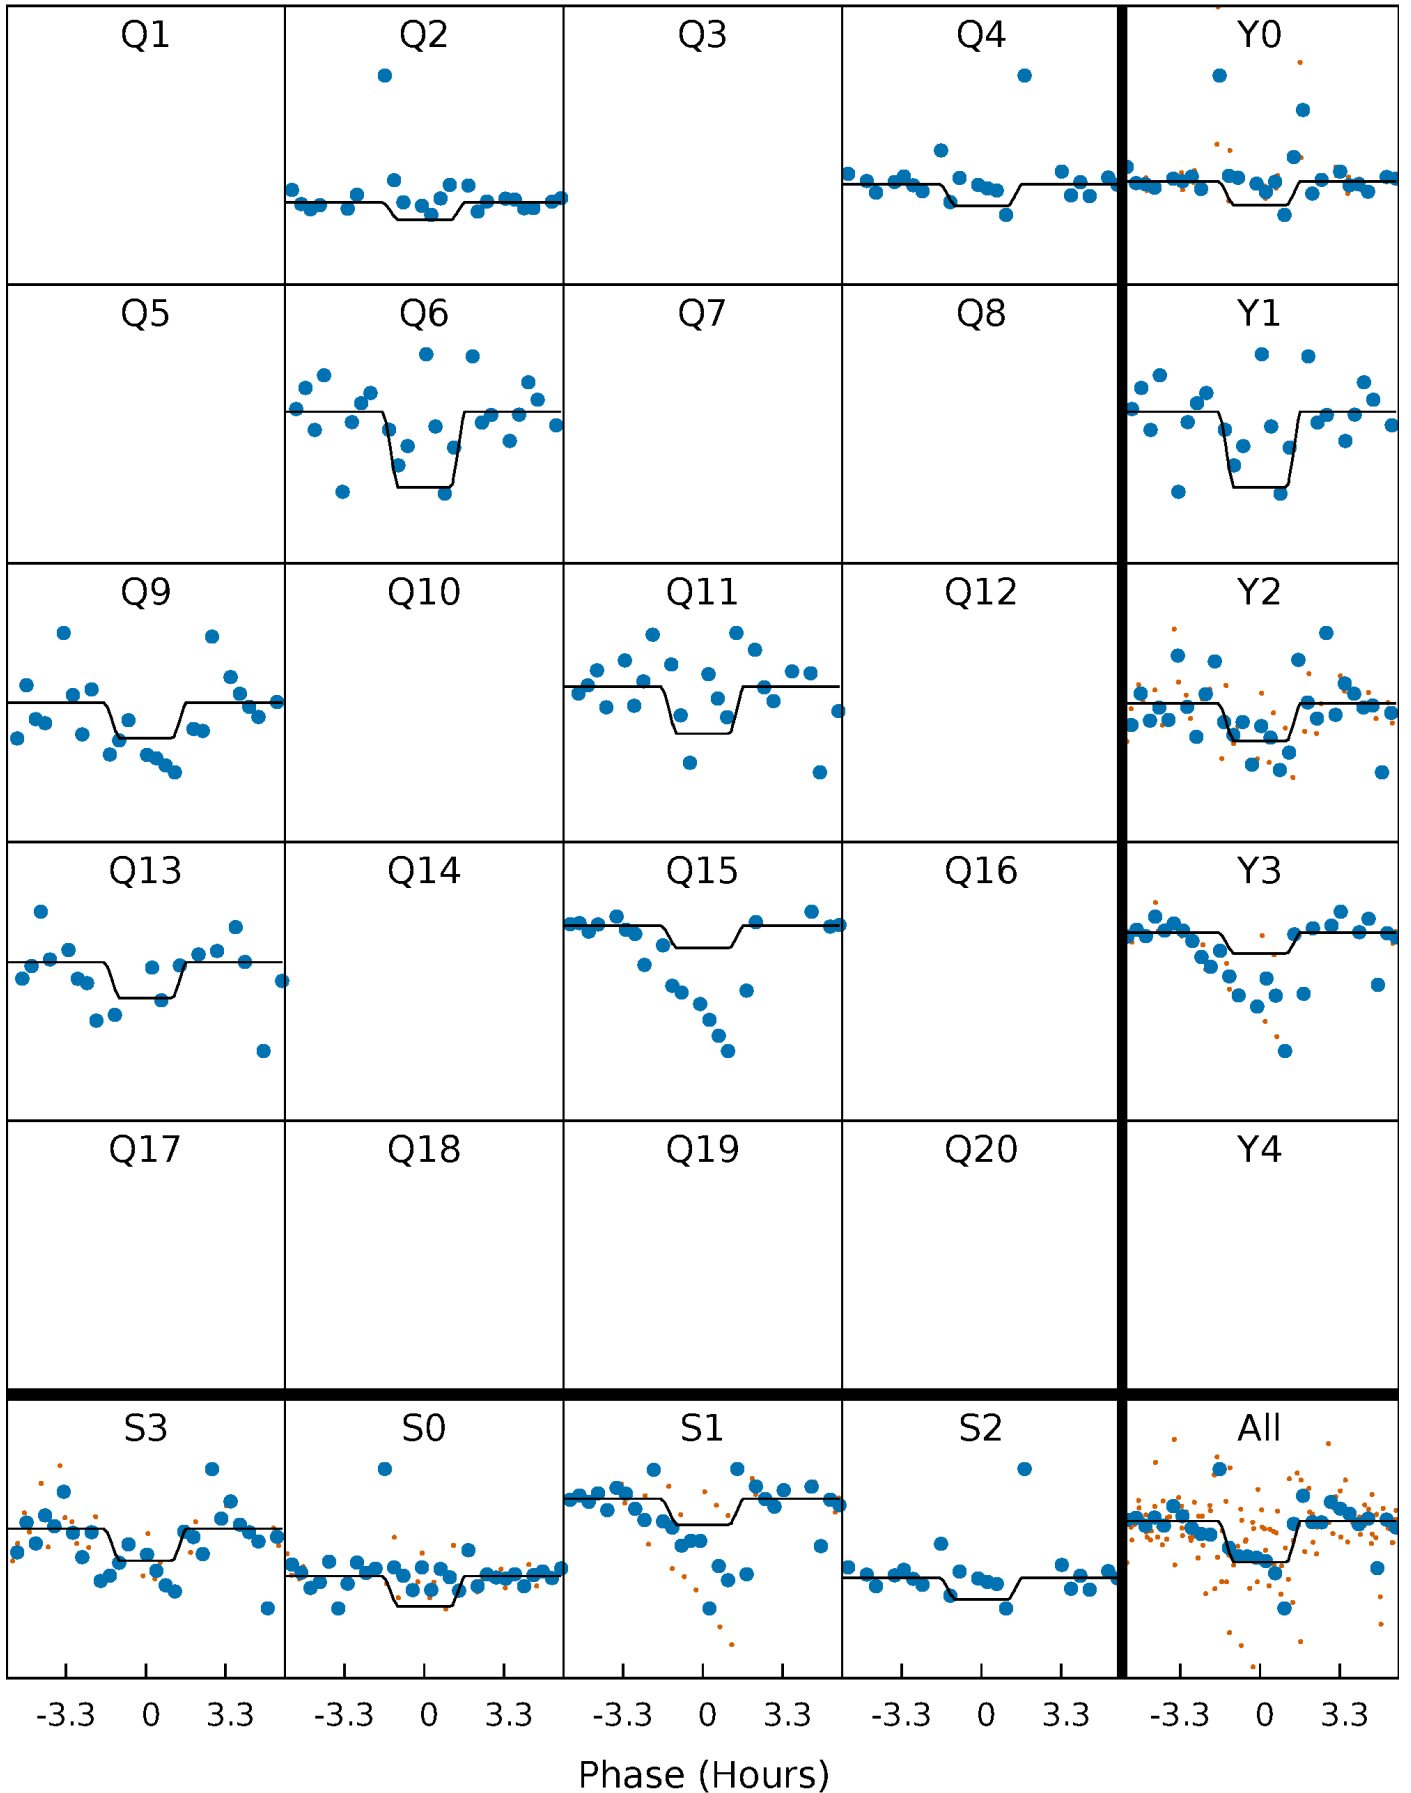 Q1 Q2 Q3 Q4 Y0
Q5 Q6 Q7 Q8 Y1
Q9 Q10 Q11 Q12 Y2
Q13 Q14 Q15 Q16 Y3
Q17 Q18 Q19 Q20 Y4
S3 S0 S1 S2 All
-3.3 0 3.3 -3.3 0 3.3 -3.3 0 3.3 -3.3 0 3.3 -3.3 0 3.3
Phase (Hours)